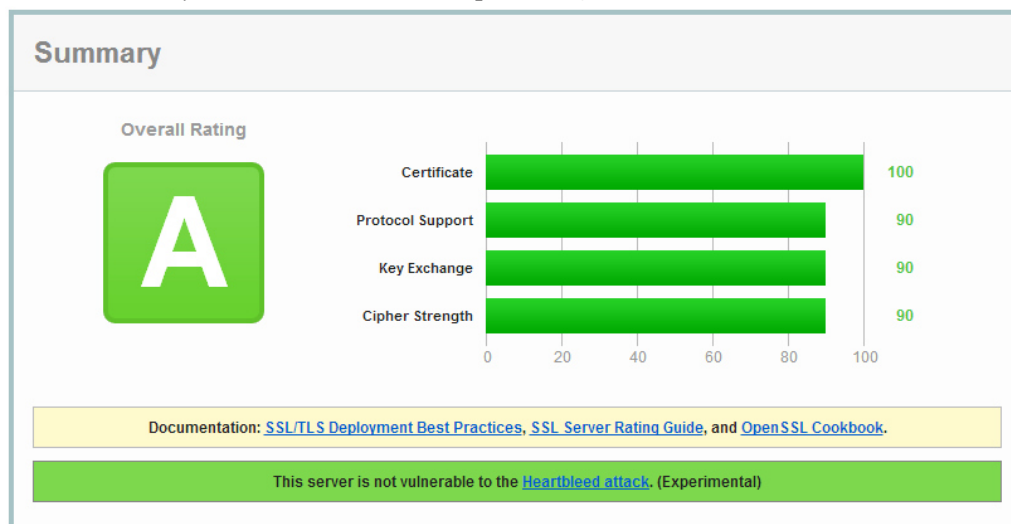 Summary
Overall Rating
A
Certificate 100
Protocol Support 90
Key Exchange 90
Cipher Strength 90
0 20 40 60 80 100
Documentation: SSL/TLS Deployment Best Practices, SSL Server Rating Guide, and OpenSSL Cookbook.
This server is not vulnerable to the Heartbleed attack. (Experimental)